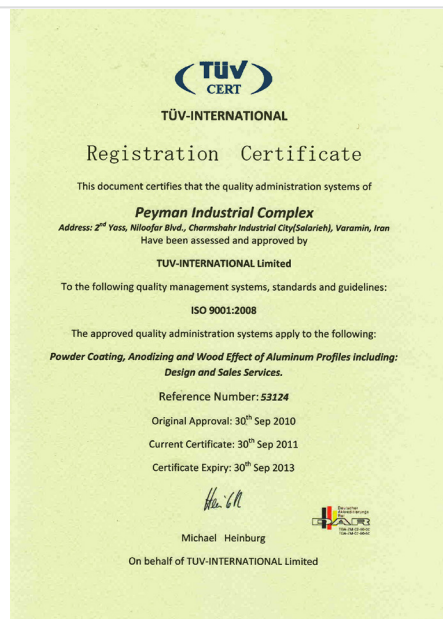 TÜV
CERT
TÜV-INTERNATIONAL
Registration Certificate
This document certifies that the quality administration systems of
Peyman Industrial Complex
Address: 2nd Yass, Niloofar Blvd., Charmshahr Industrial City(Salarieh), Varamin, Iran
Have been assessed and approved by
TUV-INTERNATIONAL Limited
To the following quality management systems, standards and guidelines:
ISO 9001:2008
The approved quality administration systems apply to the following:
Powder Coating, Anodizing and Wood Effect of Aluminum Profiles including:
Design and Sales Services.
Reference Number: 53124
Original Approval: 30th Sep 2010
Current Certificate: 30th Sep 2011
Certificate Expiry: 30th Sep 2013
Deutscher
Akkreditierungs
Rat
DAR
Michael Heinburg
On behalf of TUV-INTERNATIONAL Limited